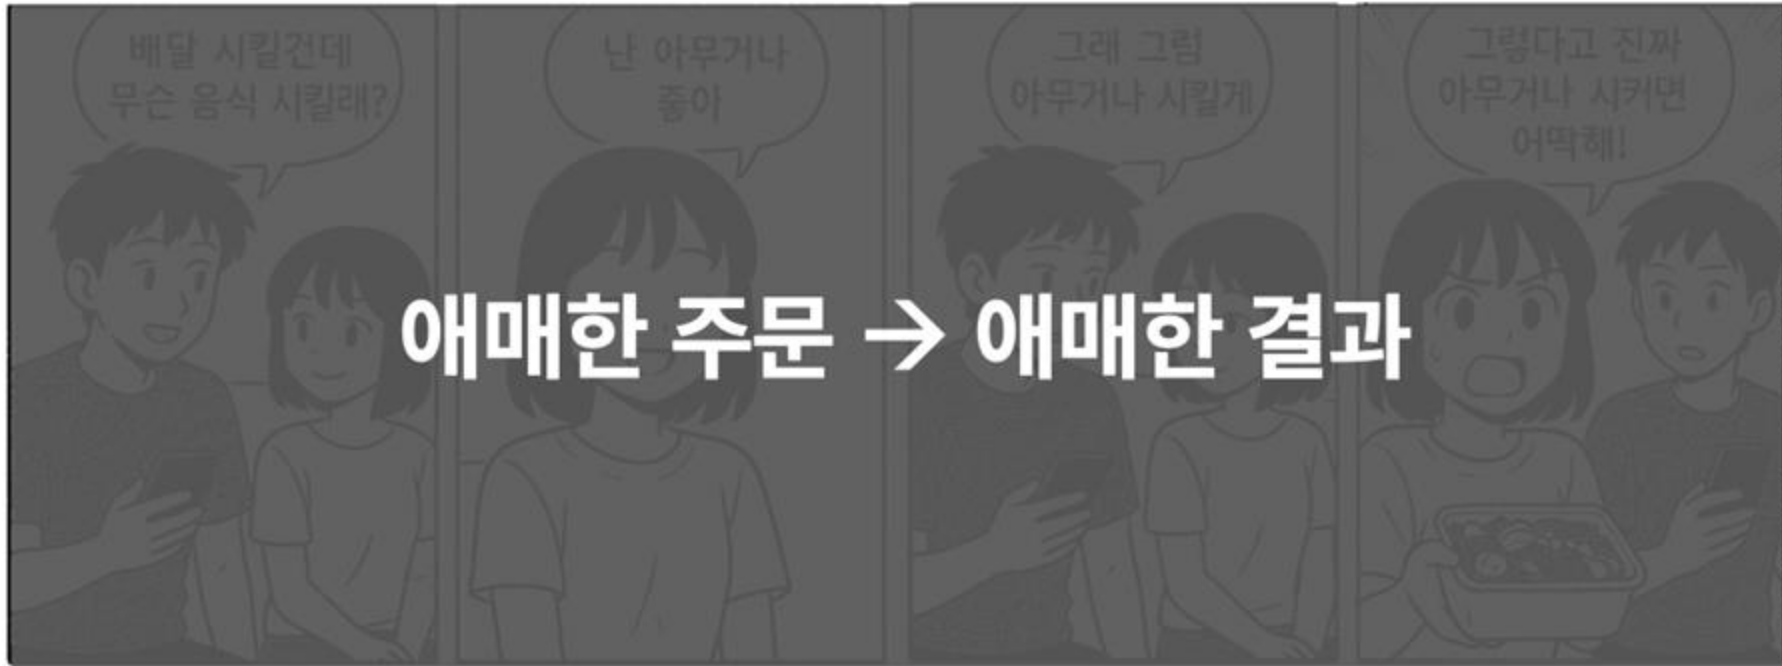 배달 시킬건데
무슨 음식 시킬래?
난 아무거나
좋아
그래 그럼
아무거나 시킬게
그렇다고 진짜
아무거나 시커면
어떡해!
애매한 주문 → 애매한 결과